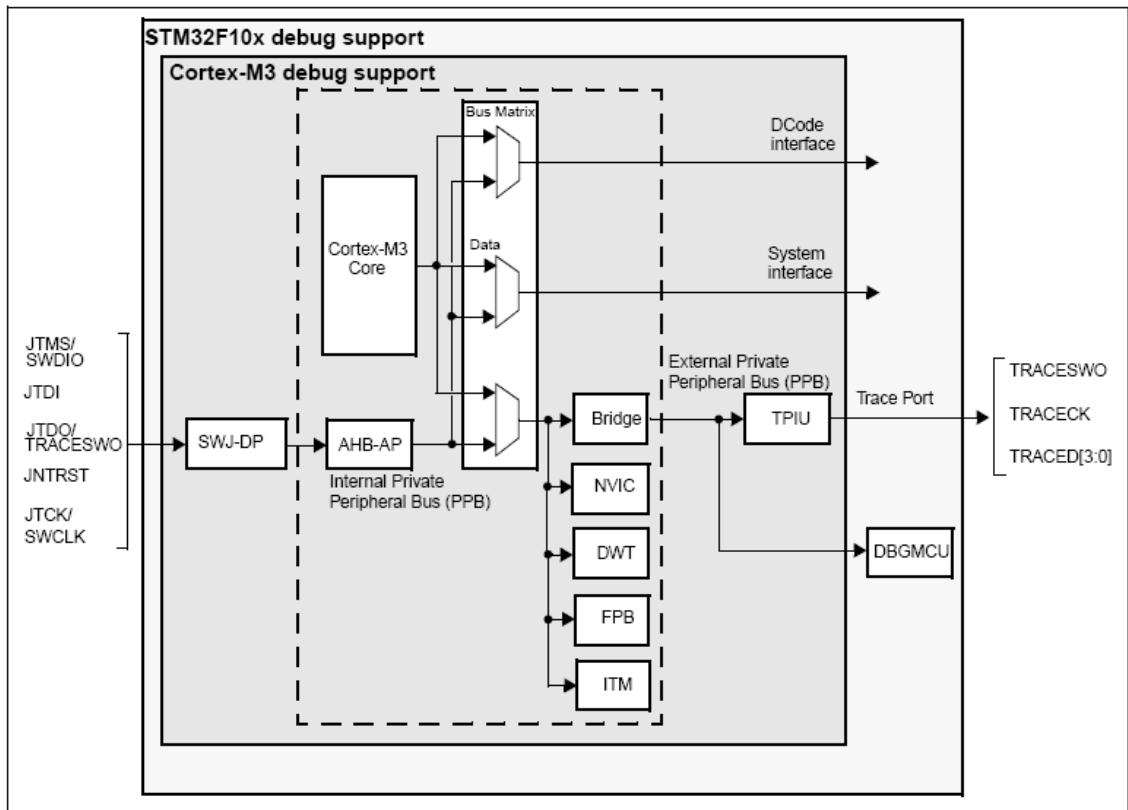 STM32F10x debug support
Cortex-M3 debug support
Bus Matrix
DCode
interface
Cortex-M3
Core
Data
System
interface
JTMS/
SWDIO
JTDI
JTDO/
TRACESWO
JNTRST
JTCK/
SWCLK
SWJ-DP
AHB-AP
Internal Private
Peripheral Bus (PPB)
External Private
Peripheral Bus (PPB)
Bridge
TPIU
Trace Port
TRACESWO
TRACECK
TRACED[3:0]
NVIC
DWT
FPB
ITM
DBGMCU